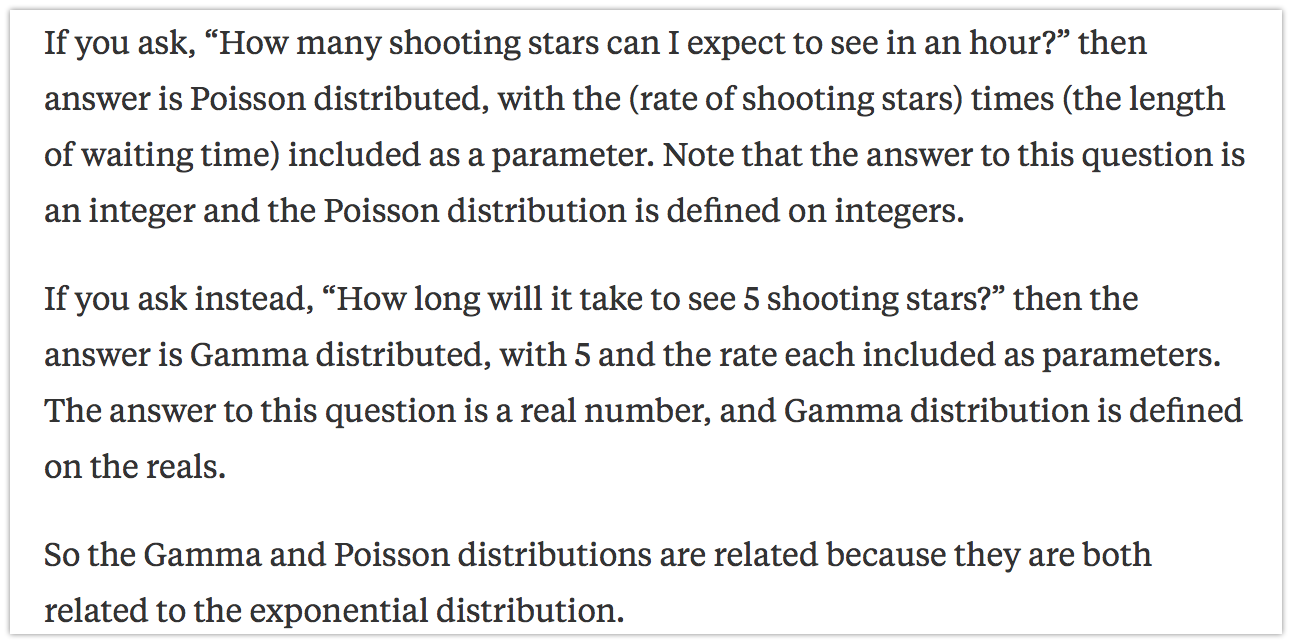 If you ask, “How many shooting stars can I expect to see in an hour?” then
answer is Poisson distributed, with the (rate of shooting stars) times (the length
of waiting time) included as a parameter. Note that the answer to this question is
an integer and the Poisson distribution is defined on integers.
If you ask instead, “How long will it take to see 5 shooting stars?” then the
answer is Gamma distributed, with 5 and the rate each included as parameters.
The answer to this question is a real number, and Gamma distribution is defined
on the reals.
So the Gamma and Poisson distributions are related because they are both
related to the exponential distribution.